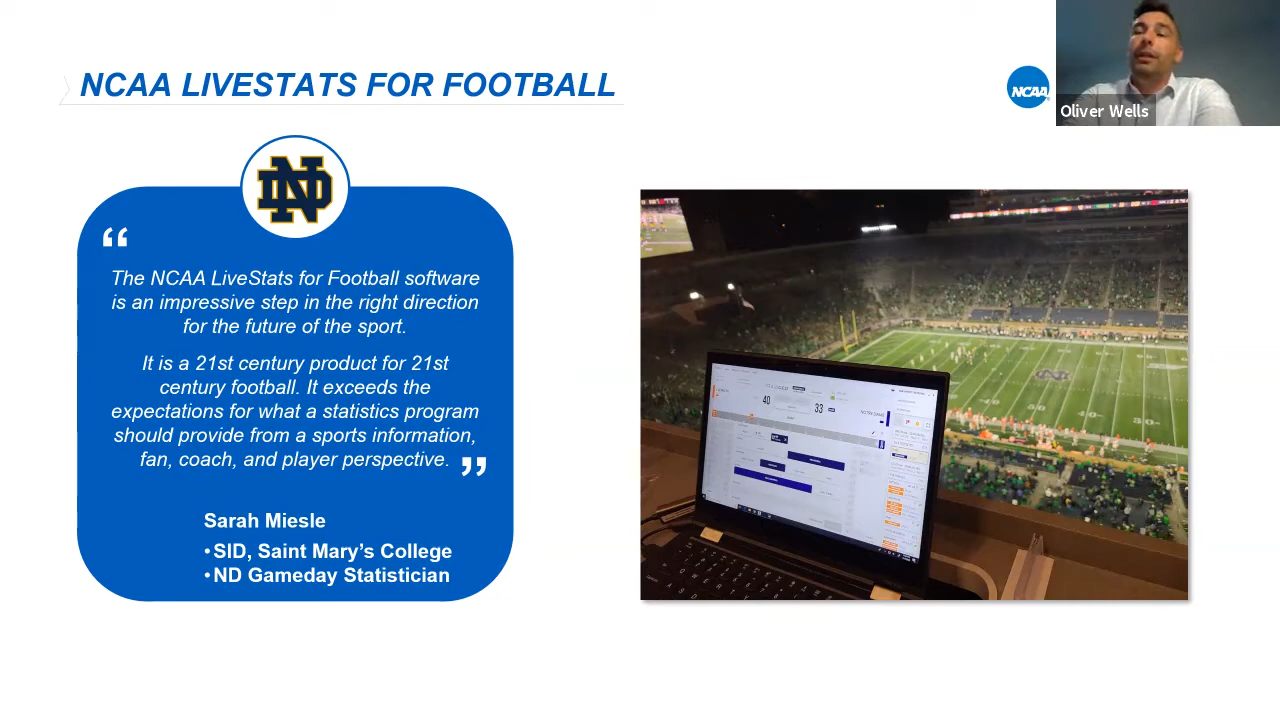 NCAA LIVESTATS FOR FOOTBALL
NCAA
Oliver Wells
ND
“
The NCAA LiveStats for Football software
is an impressive step in the right direction
for the future of the sport.
It is a 21st century product for 21st
century football. It exceeds the
expectations for what a statistics program
should provide from a sports information,
fan, coach, and player perspective.
”
Sarah Miesle
•SID, Saint Mary’s College
•ND Gameday Statistician
40
33
NOTRE DAME